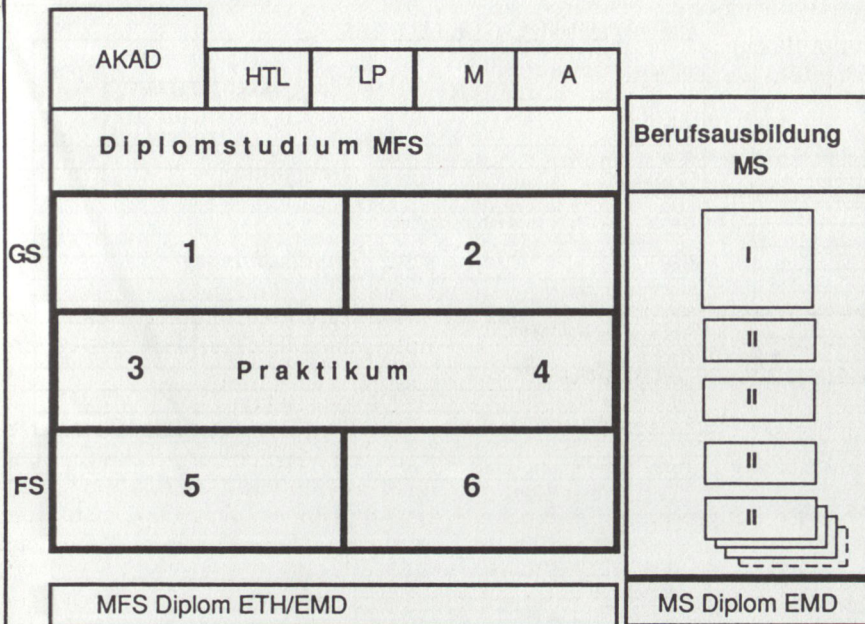 AKAD HTL LP M A
Diplomstudium MFS
GS 1 2
3 Praktikum 4
FS 5 6
MFS Diplom ETH/EMD
Berufsausbildung
MS
I
II
II
II
II
MS Diplom EMD